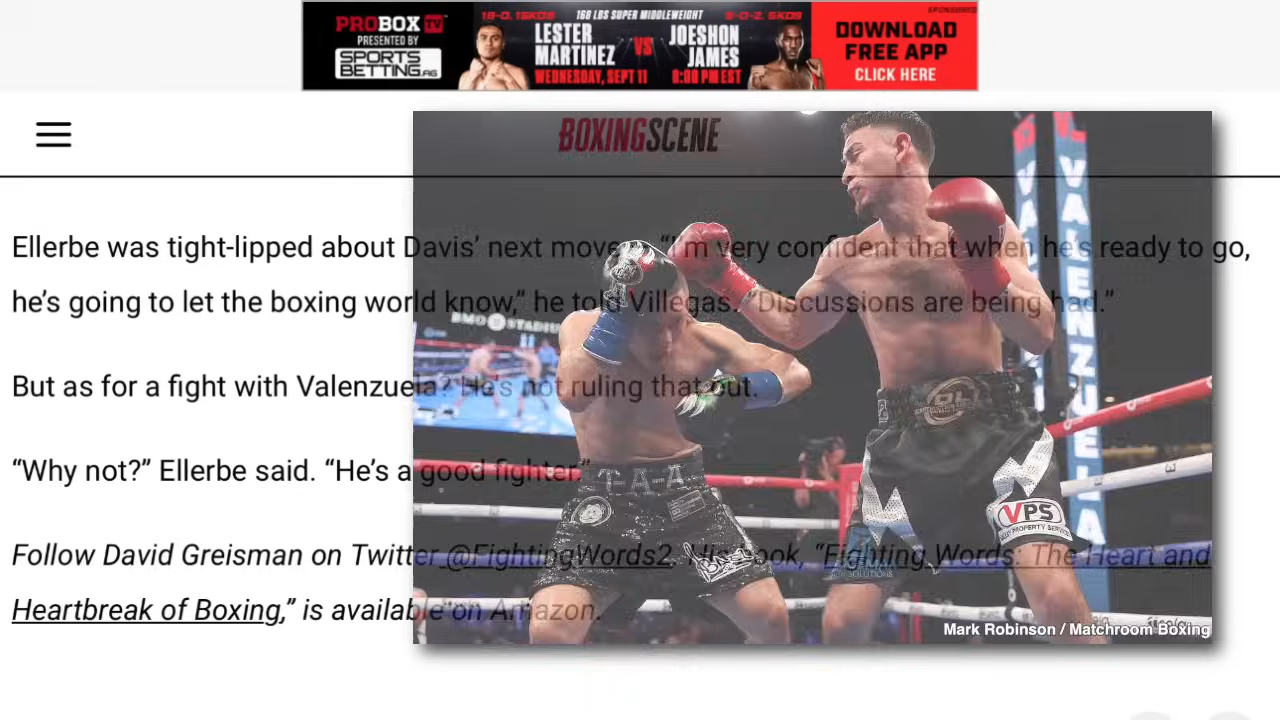 SPONSORED
PROBOX TV
PRESENTED BY
SPORTS
BETTING.AG
18-0, 15KOS 168 LBS SUPER MIDDLEWEIGHT 9-0-2, 5KOS
LESTER MARTINEZ VS JOESHON JAMES
WEDNESDAY, SEPT 11 8:00 PM EST
DOWNLOAD
FREE APP
CLICK HERE
BOXINGSCENE
Ellerbe was tight-lipped about Davis’ next move. “I’m very confident that when he’s ready to go,
he’s going to let the boxing world know,” he told Villegas. “Discussions are being had.”
But as for a fight with Valenzuela? He’s not ruling that out.
“Why not?” Ellerbe said. “He’s a good fighter.”
Follow David Greisman on Twitter @FightingWords2. His book, “Fighting Words: The Heart and
Heartbreak of Boxing,” is available on Amazon.
VALENZUELA
BMO STADIUM
T-A-A
VPS
Mark Robinson / Matchroom Boxing